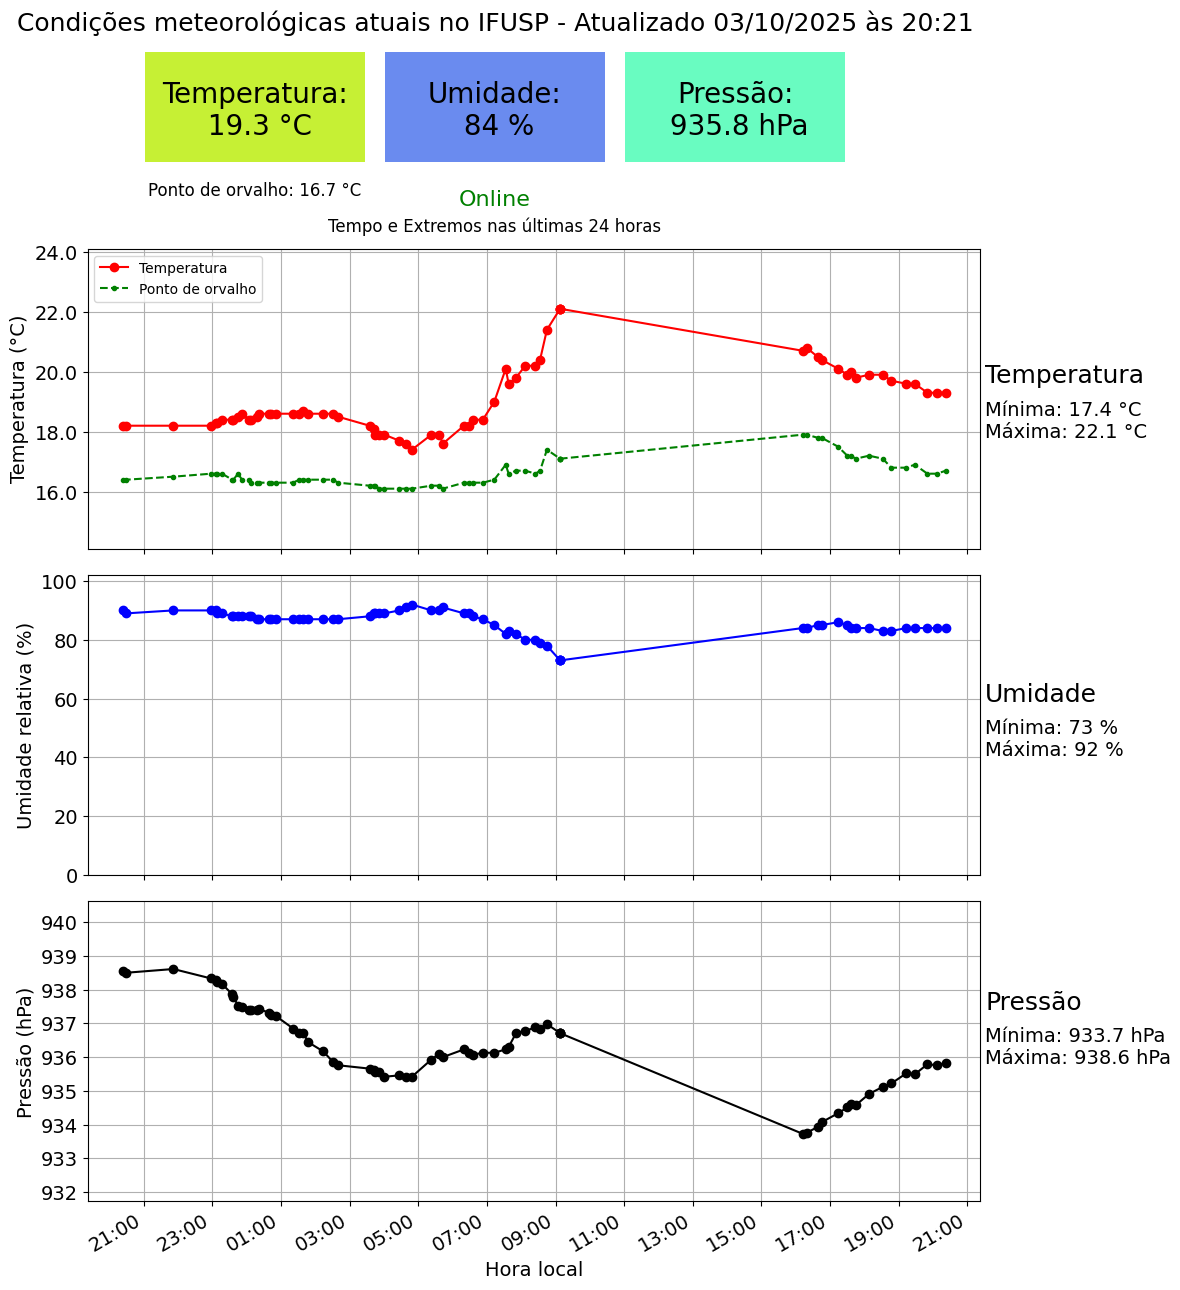 Condições meteorológicas atuais no IFUSP - Atualizado 03/10/2025 às 20:21
Temperatura:
19.3 °C
Umidade:
84 %
Pressão:
935.8 hPa
Ponto de orvalho: 16.7 °C
Online
Tempo e Extremos nas últimas 24 horas
Temperatura (°C)
24.0
22.0
20.0
18.0
16.0
Temperatura
Ponto de orvalho
Temperatura
Mínima: 17.4 °C
Máxima: 22.1 °C
Umidade relativa (%)
100
80
60
40
20
0
Umidade
Mínima: 73 %
Máxima: 92 %
Pressão (hPa)
940
939
938
937
936
935
934
933
932
Pressão
Mínima: 933.7 hPa
Máxima: 938.6 hPa
21:00 23:00 01:00 03:00 05:00 07:00 09:00 11:00 13:00 15:00 17:00 19:00 21:00
Hora local